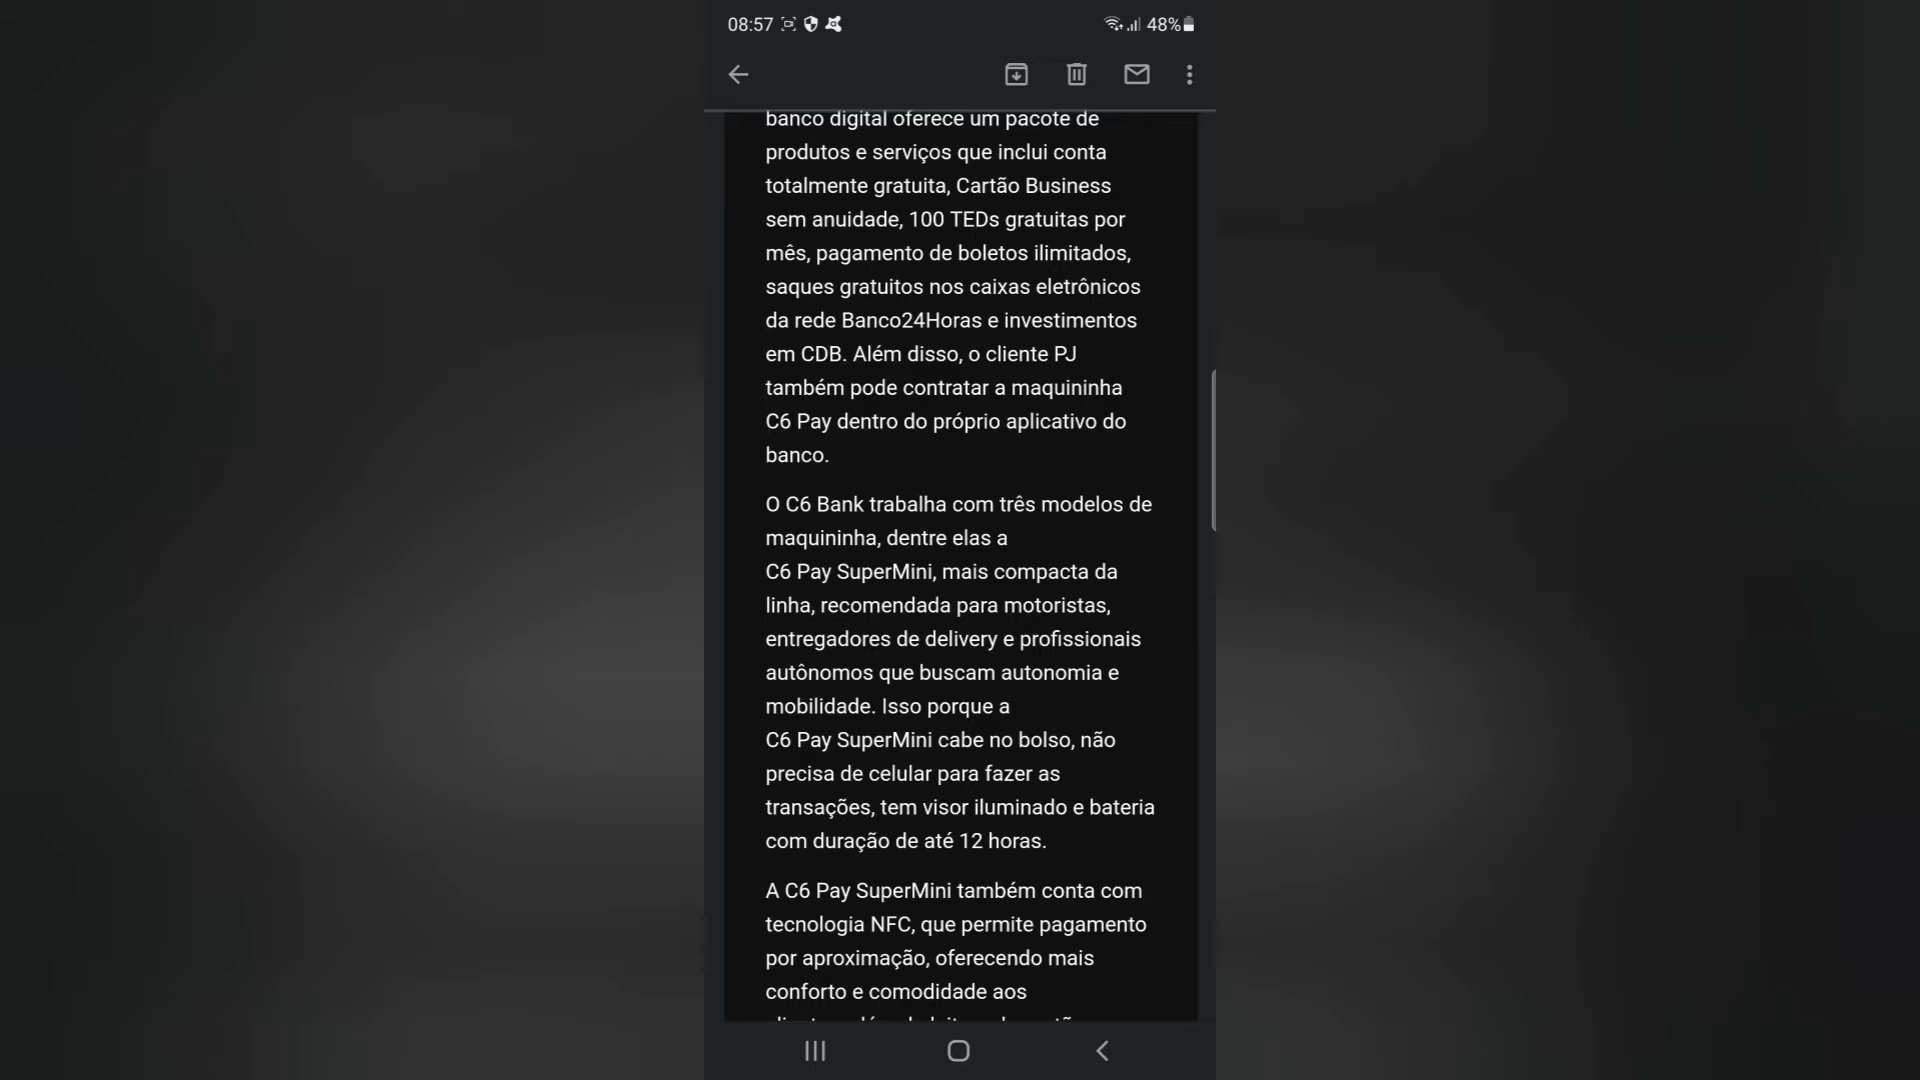 08:57
48%
banco digital oferece um pacote de
produtos e serviços que inclui conta
totalmente gratuita, Cartão Business
sem anuidade, 100 TEDs gratuitas por
mês, pagamento de boletos ilimitados,
saques gratuitos nos caixas eletrônicos
da rede Banco24Horas e investimentos
em CDB. Além disso, o cliente PJ
também pode contratar a maquininha
C6 Pay dentro do próprio aplicativo do
banco.
O C6 Bank trabalha com três modelos de
maquininha, dentre elas a
C6 Pay SuperMini, mais compacta da
linha, recomendada para motoristas,
entregadores de delivery e profissionais
autônomos que buscam autonomia e
mobilidade. Isso porque a
C6 Pay SuperMini cabe no bolso, não
precisa de celular para fazer as
transações, tem visor iluminado e bateria
com duração de até 12 horas.
A C6 Pay SuperMini também conta com
tecnologia NFC, que permite pagamento
por aproximação, oferecendo mais
conforto e comodidade aos